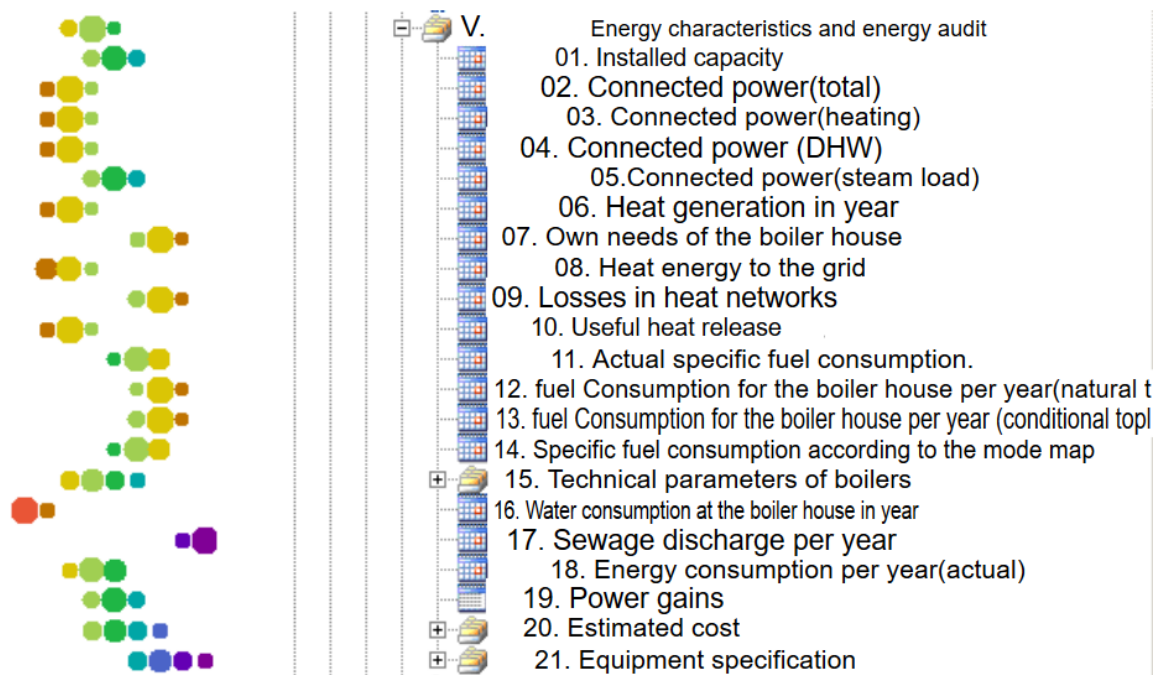 V. Energy characteristics and energy audit
01. Installed capacity
02. Connected power(total)
03. Connected power(heating)
04. Connected power (DHW)
05.Connected power(steam load)
06. Heat generation in year
07. Own needs of the boiler house
08. Heat energy to the grid
09. Losses in heat networks
10. Useful heat release
11. Actual specific fuel consumption.
12. fuel Consumption for the boiler house per year(natural t
13. fuel Consumption for the boiler house per year (conditional topl
14. Specific fuel consumption according to the mode map
15. Technical parameters of boilers
16. Water consumption at the boiler house in year
17. Sewage discharge per year
18. Energy consumption per year(actual)
19. Power gains
20. Estimated cost
21. Equipment specification